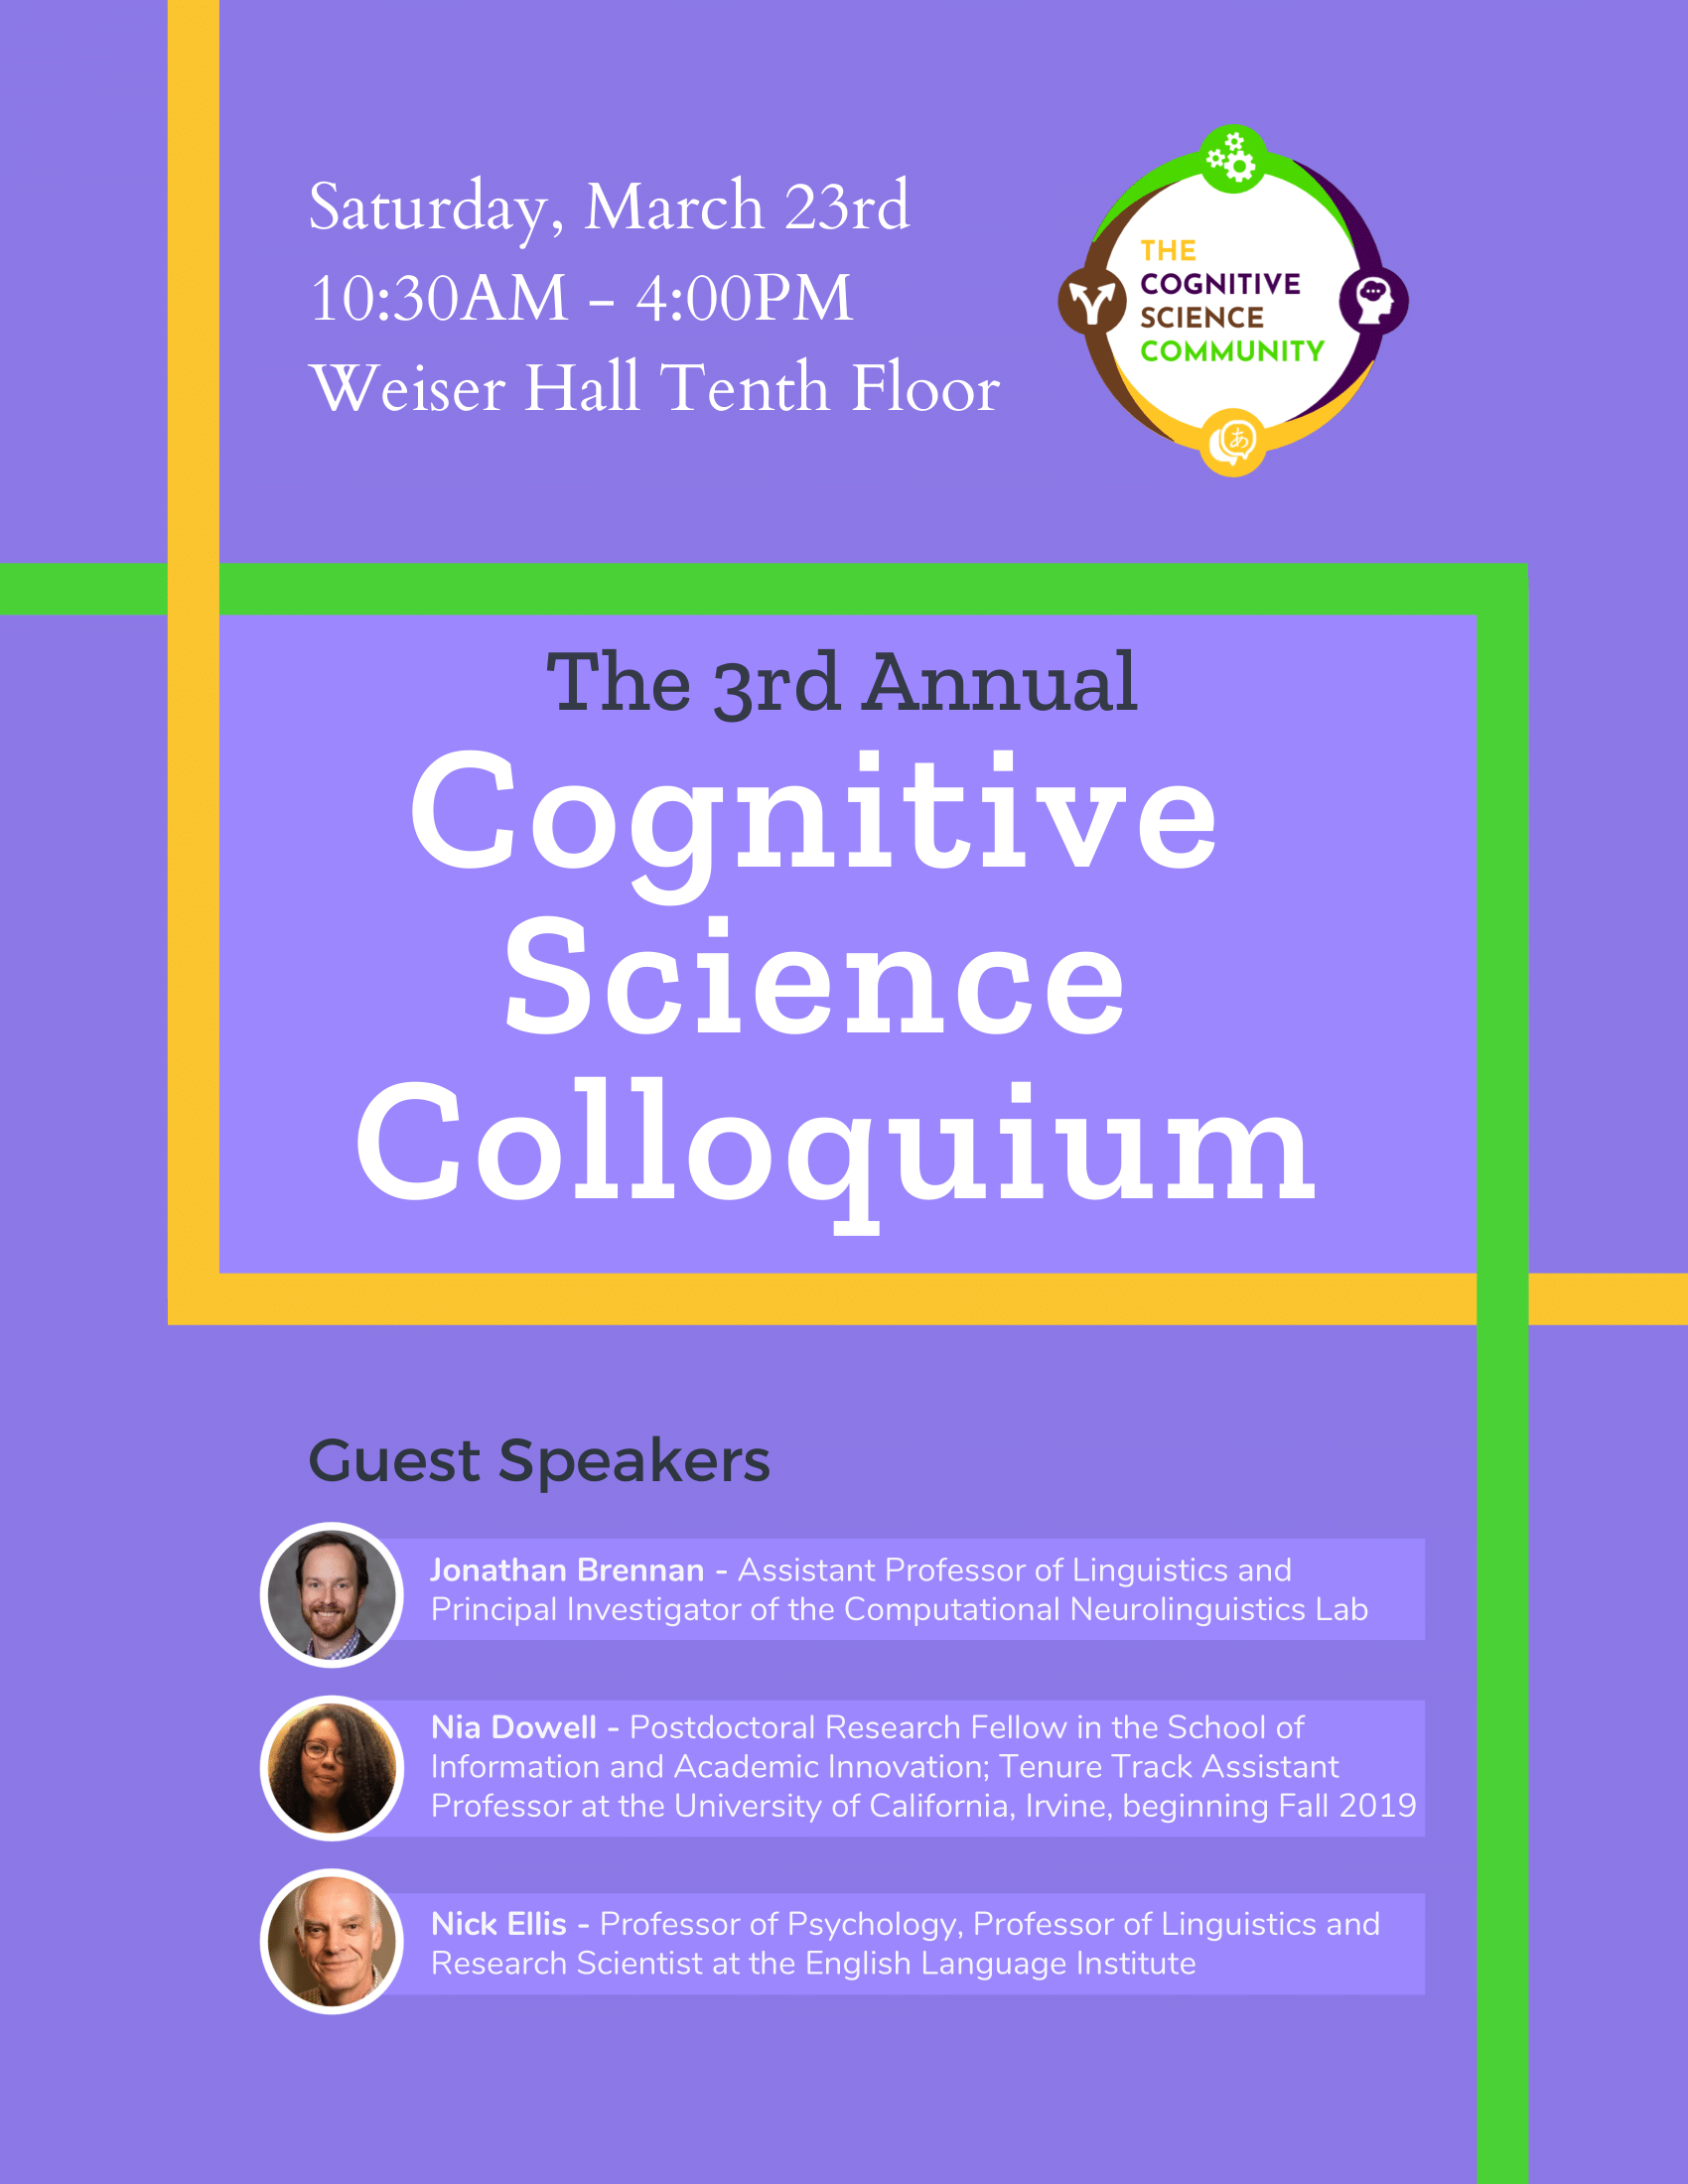 Saturday, March 23rd
10:30AM - 4:00PM
Weiser Hall Tenth Floor
THE
COGNITIVE
SCIENCE
COMMUNITY
あ
The 3rd Annual
Cognitive
Science
Colloquium
Guest Speakers
Jonathan Brennan - Assistant Professor of Linguistics and
Principal Investigator of the Computational Neurolinguistics Lab
Nia Dowell - Postdoctoral Research Fellow in the School of
Information and Academic Innovation; Tenure Track Assistant
Professor at the University of California, Irvine, beginning Fall 2019
Nick Ellis - Professor of Psychology, Professor of Linguistics and
Research Scientist at the English Language Institute